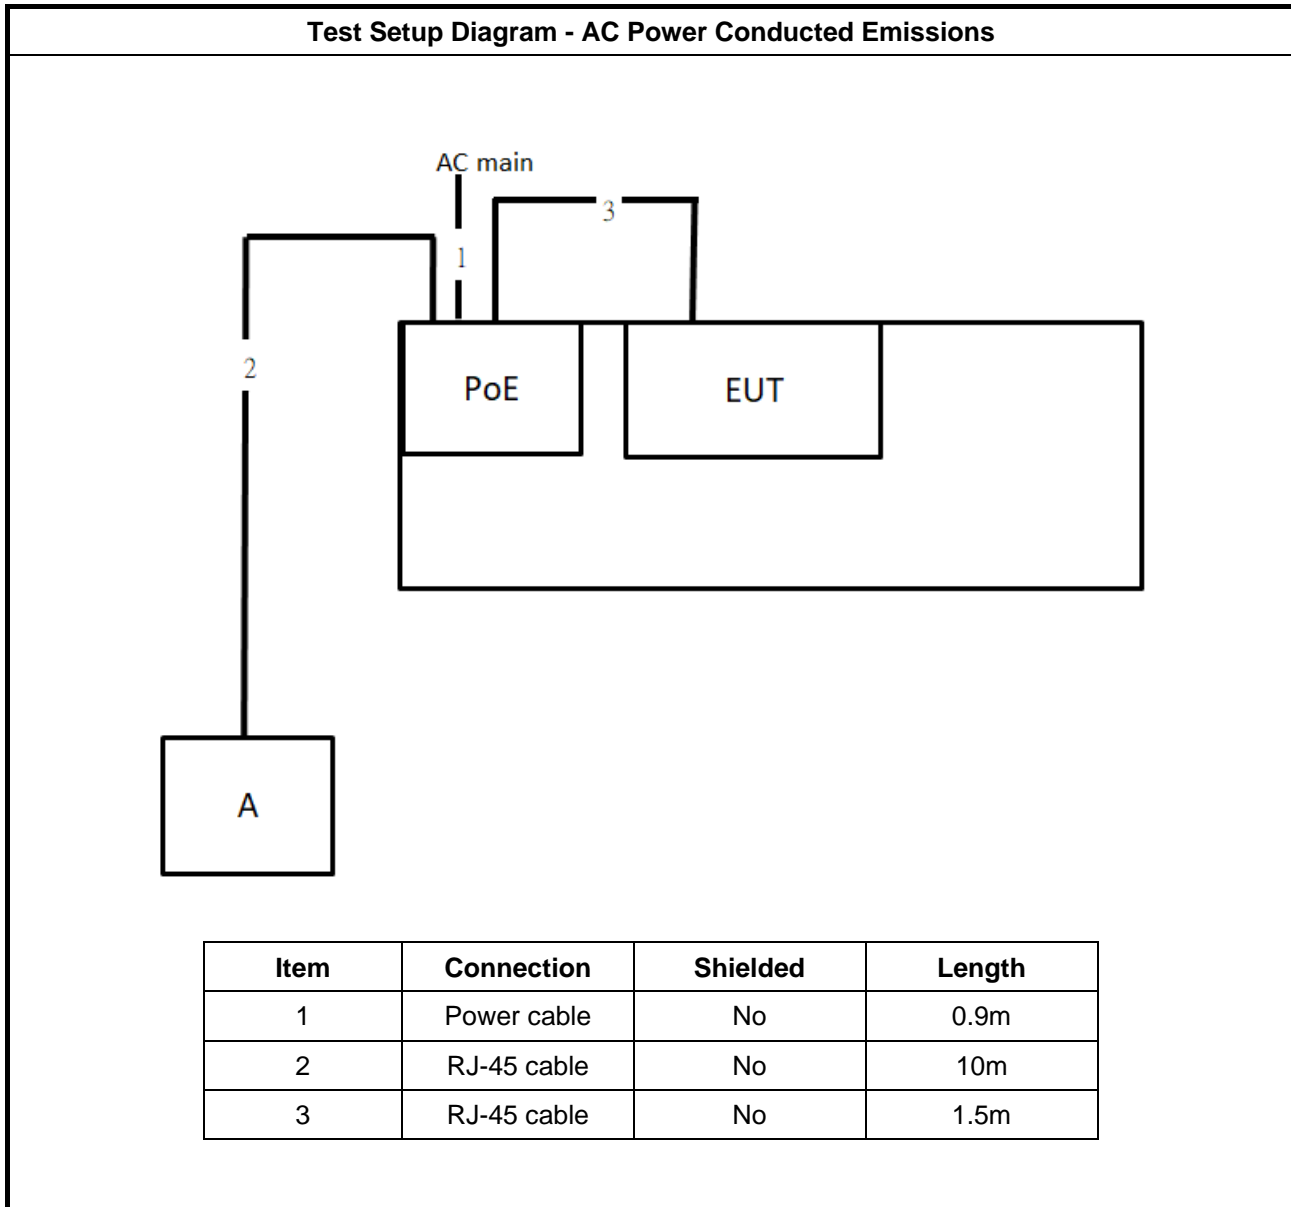 Test Setup Diagram - AC Power Conducted Emissions
AC main
3
1
2
PoE
EUT
A
Item Connection Shielded Length
1 Power cable No 0.9m
2 RJ-45 cable No 10m
3 RJ-45 cable No 1.5m